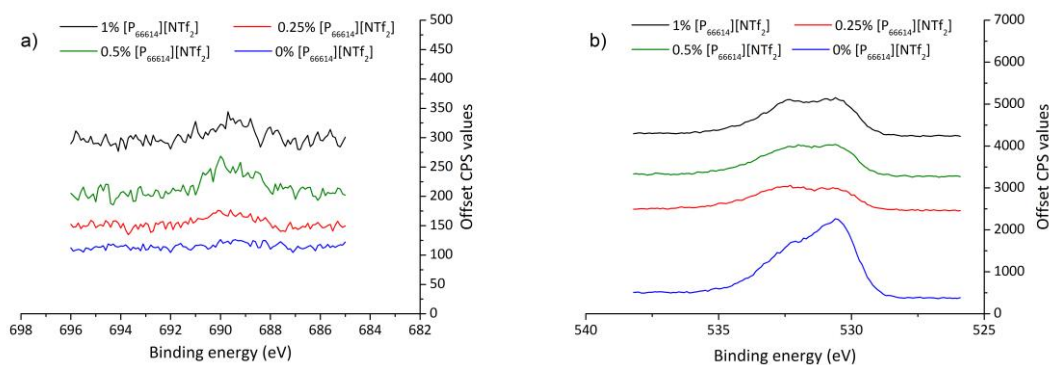 a)
1% [P₆₆₆₁₄][NTf₂]
0.25% [P₆₆₆₁₄][NTf₂]
0.5% [P₆₆₆₁₄][NTf₂]
0% [P₆₆₆₁₄][NTf₂]
500
450
400
350
300
250
200
150
100
50
0
Offset CPS values
698 696 694 692 690 688 686 684 682
Binding energy (eV)
b)
1% [P₆₆₆₁₄][NTf₂]
0.25% [P₆₆₆₁₄][NTf₂]
0.5% [P₆₆₆₁₄][NTf₂]
0% [P₆₆₆₁₄][NTf₂]
7000
6000
5000
4000
3000
2000
1000
0
Offset CPS values
540 535 530 525
Binding energy (eV)